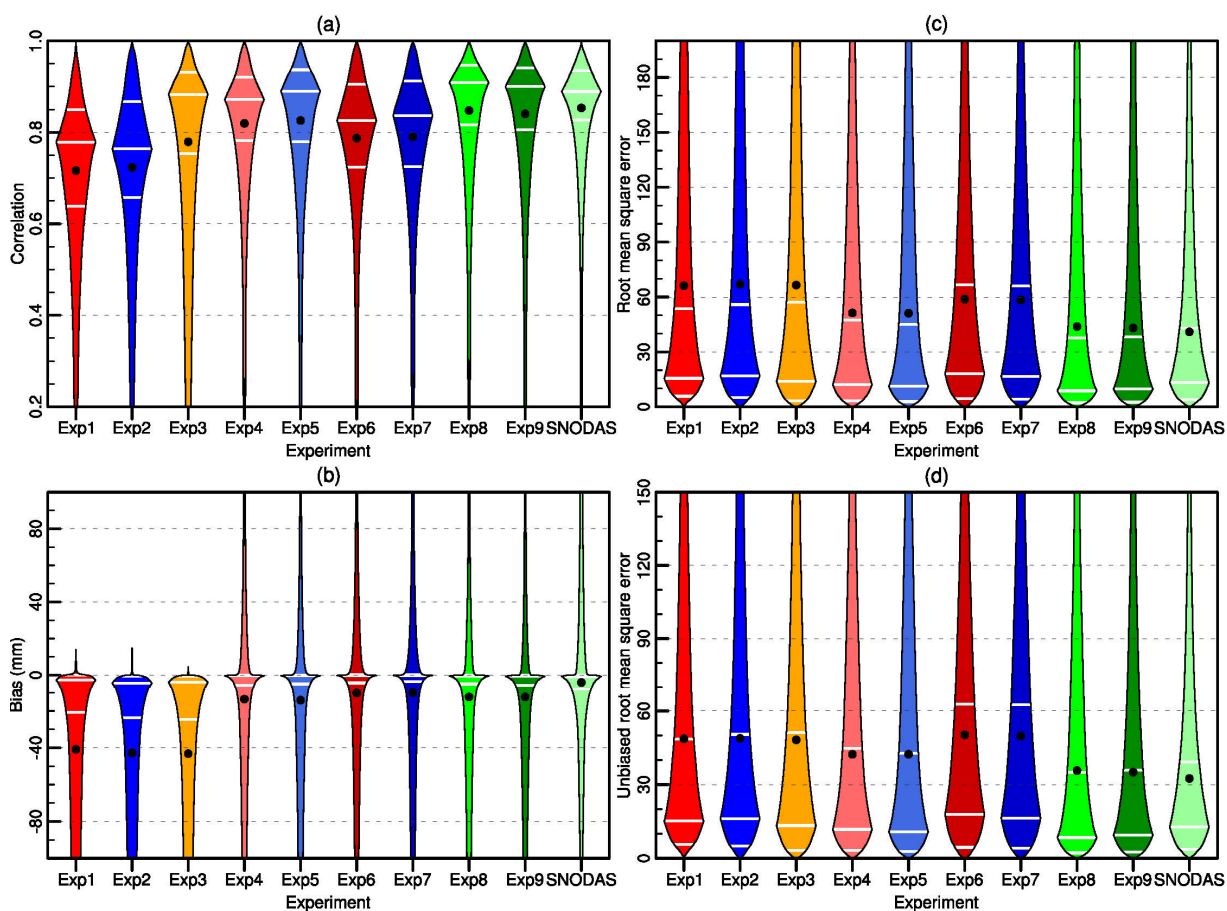 (a)
1.0
0.8
0.6
0.4
0.2
Correlation
Exp1 Exp2 Exp3 Exp4 Exp5 Exp6 Exp7 Exp8 Exp9 SNODAS
Experiment
(c)
180
150
120
90
60
30
0
Root mean square error
Exp1 Exp2 Exp3 Exp4 Exp5 Exp6 Exp7 Exp8 Exp9 SNODAS
Experiment
(b)
80
40
0
-40
-80
Bias (mm)
Exp1 Exp2 Exp3 Exp4 Exp5 Exp6 Exp7 Exp8 Exp9 SNODAS
Experiment
(d)
150
120
90
60
30
0
Unbiased root mean square error
Exp1 Exp2 Exp3 Exp4 Exp5 Exp6 Exp7 Exp8 Exp9 SNODAS
Experiment